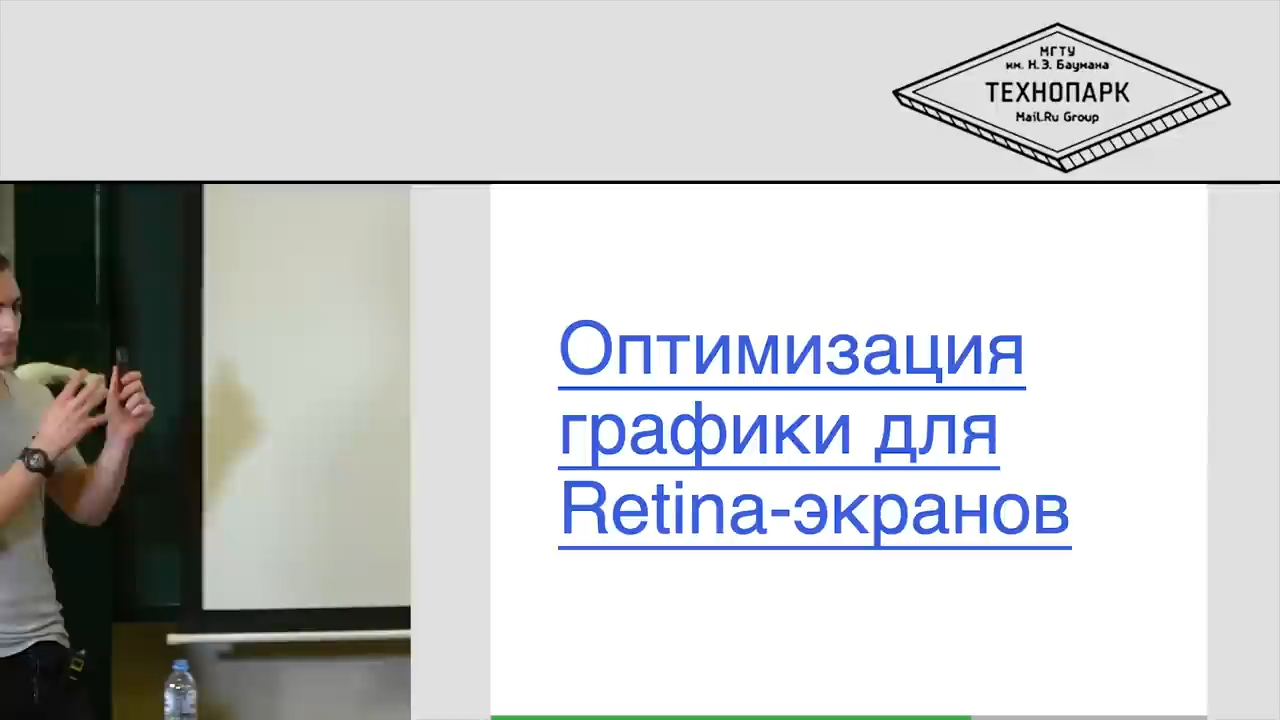 МГТУ
им. Н.Э. Баумана
ТЕХНОПАРК
Mail.Ru Group
Оптимизация
графики для
Retina-экранов